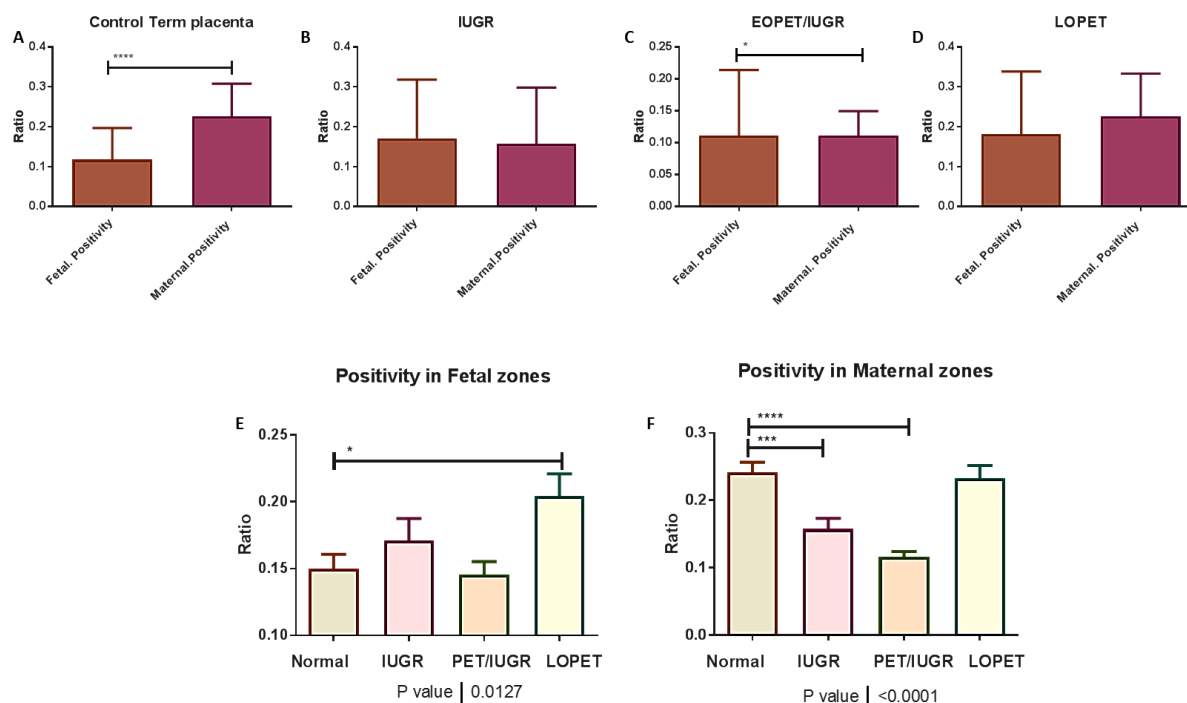 Control Term placenta
IUGR
EOPET/IUGR
LOPET
A
B
C
D
0.4
0.3
0.2
0.1
0.0
Ratio
****
Fetal. Positivity
Maternal.Positivity
0.4
0.3
0.2
0.1
0.0
Ratio
Fetal. Positivity
Maternal. Positivity
0.25
0.20
0.15
0.10
0.05
0.00
Ratio
*
Fetal. Positivity
Maternal. Positivity
0.4
0.3
0.2
0.1
0.0
Ratio
Fetal. Positivity
Maternal. Positivity
Positivity in Fetal zones
E
0.25
0.20
0.15
0.10
Ratio
*
Normal IUGR PET/IUGR LOPET
P value | 0.0127
Positivity in Maternal zones
F
0.3
0.2
0.1
0.0
Ratio
****
***
Normal IUGR PET/IUGR LOPET
P value | <0.0001